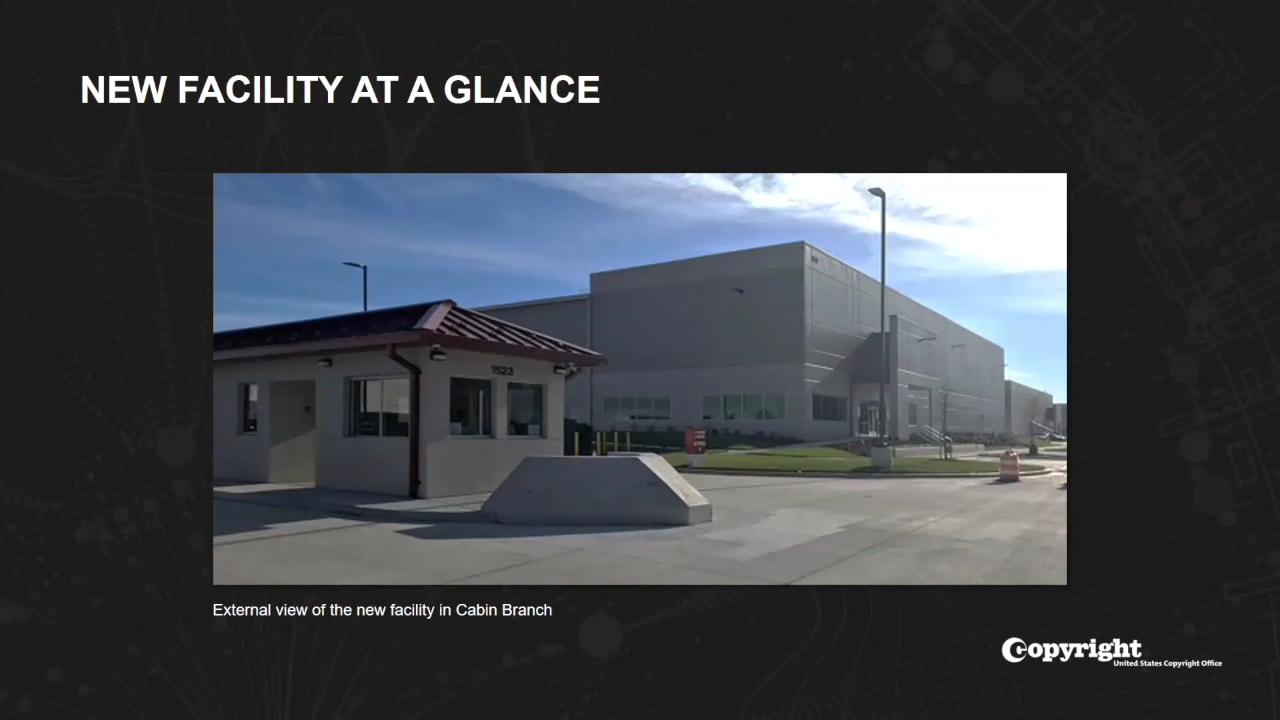 NEW FACILITY AT A GLANCE
1523
External view of the new facility in Cabin Branch
Copyright
United States Copyright Office